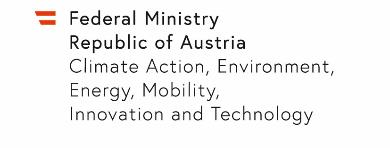 Federal Ministry
Republic of Austria
Climate Action, Environment,
Energy, Mobility,
Innovation and Technology